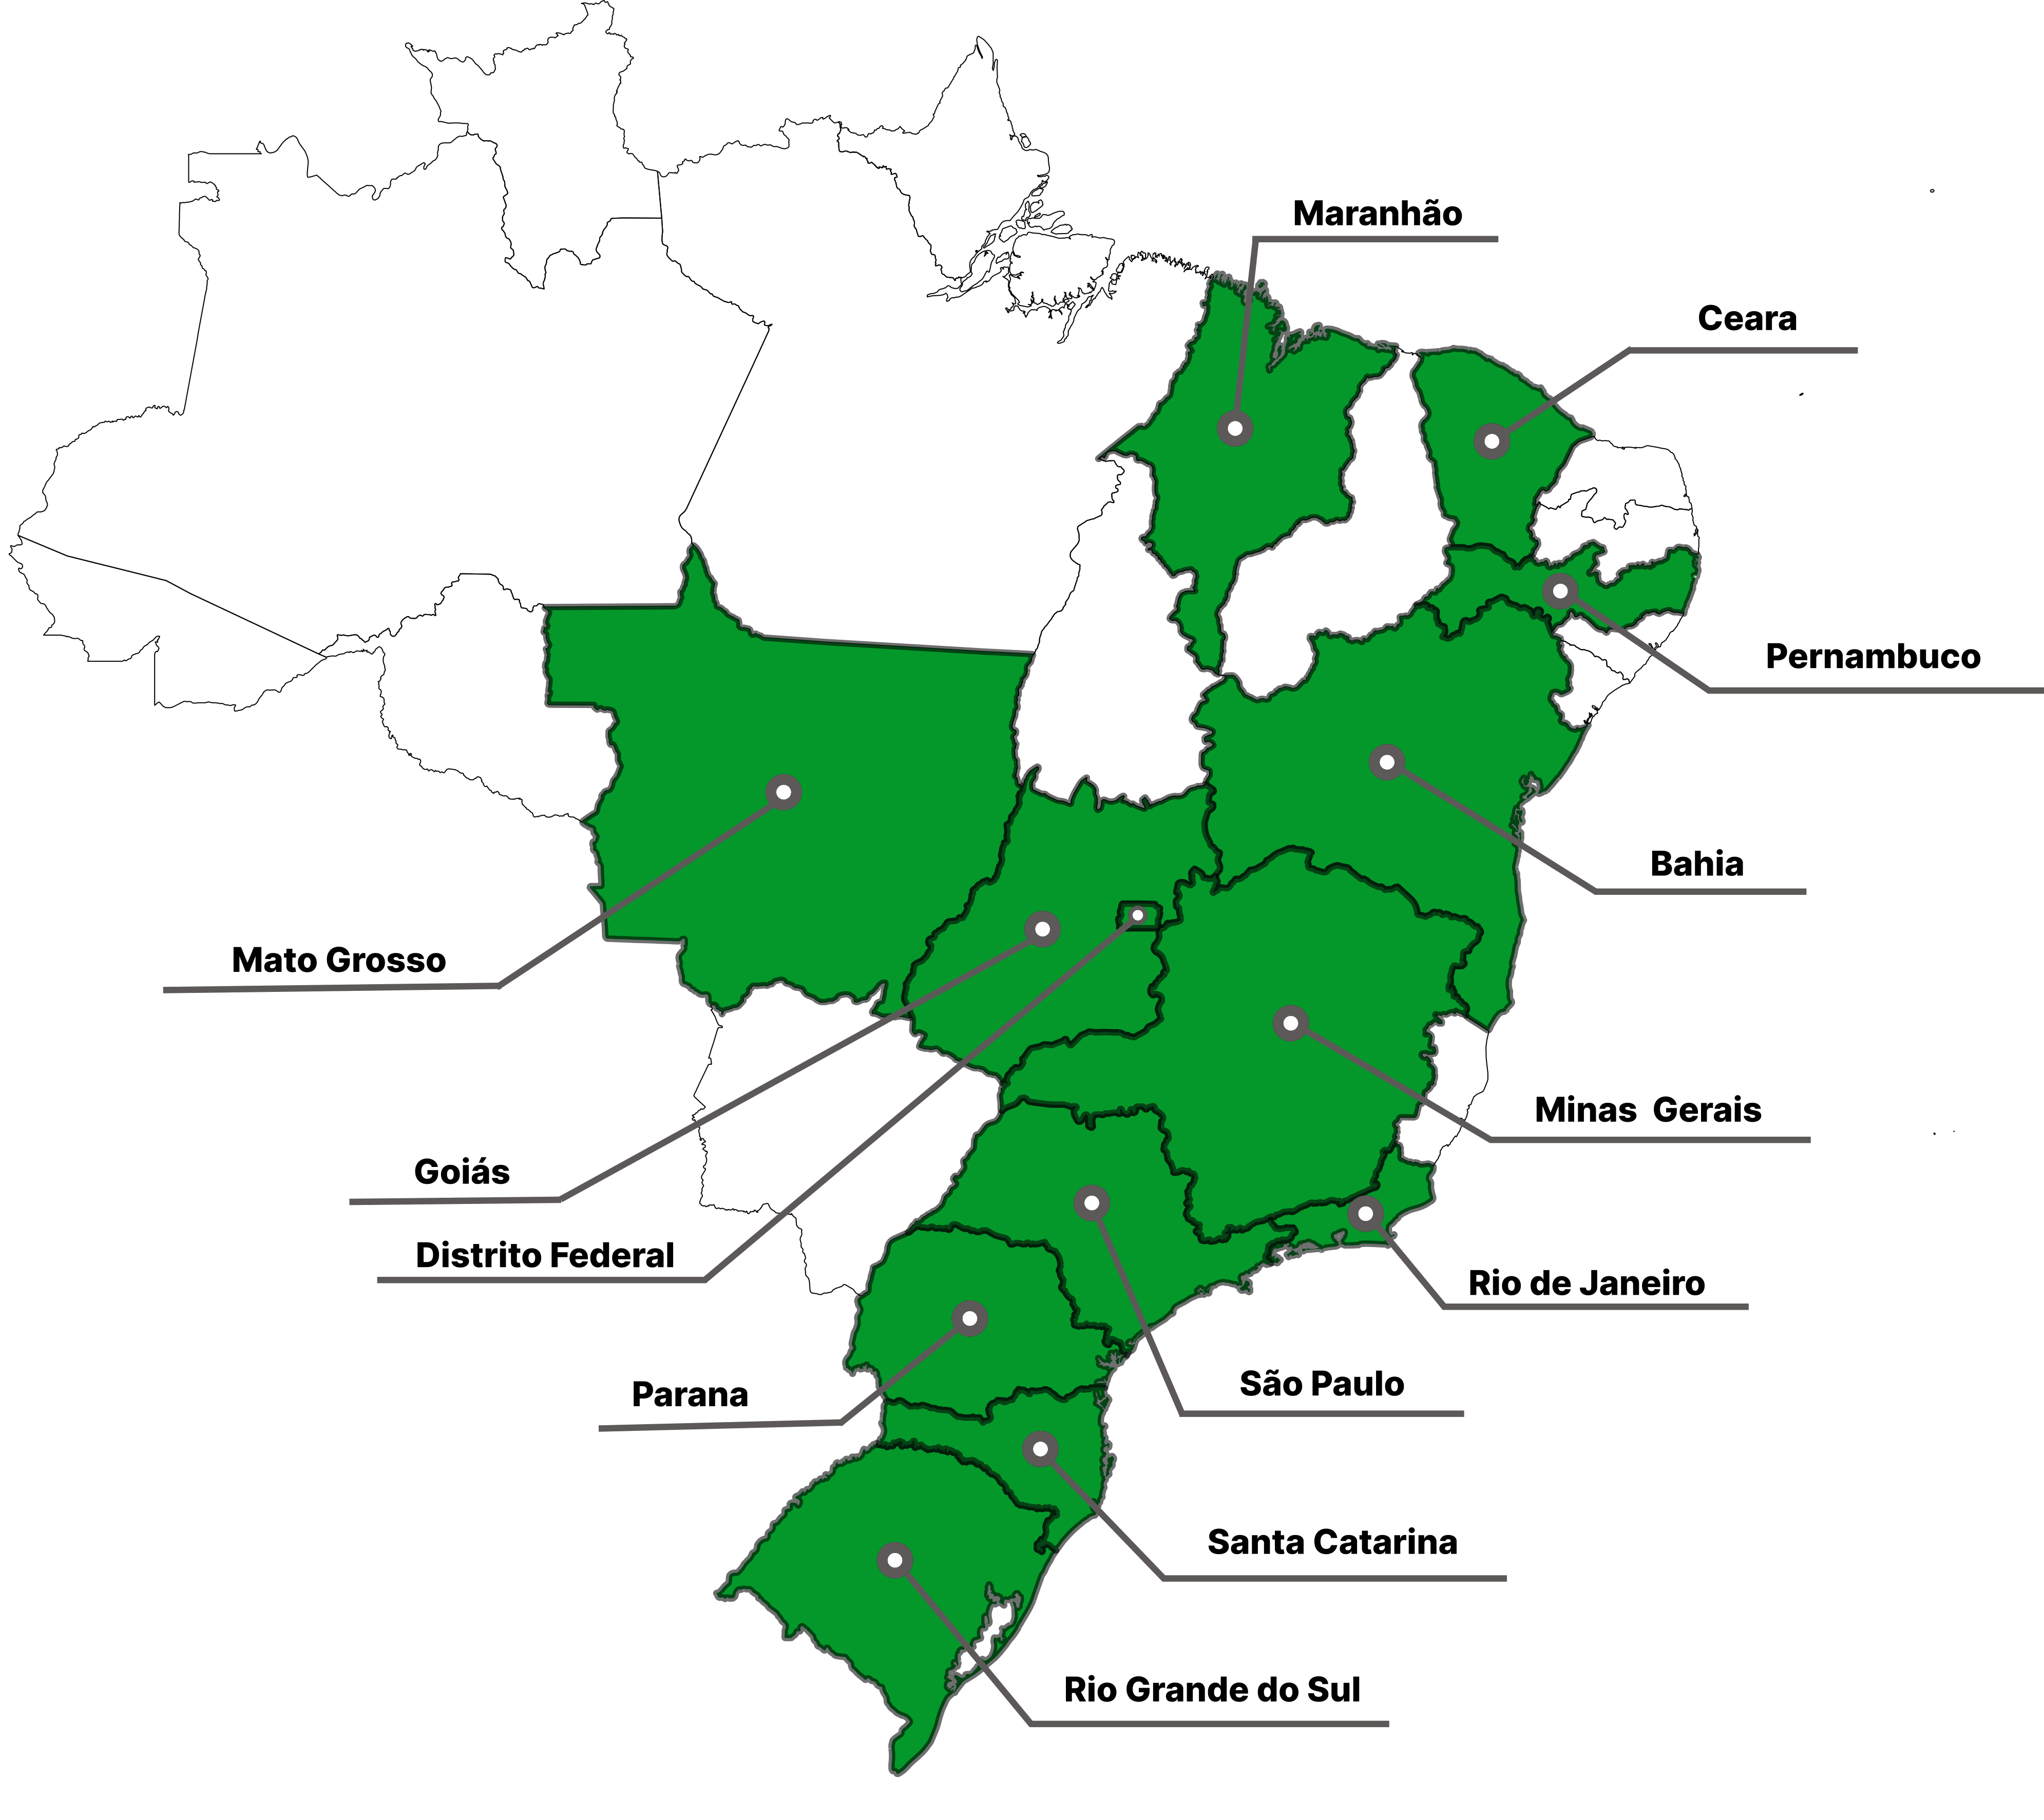 Maranhão
Ceara
Pernambuco
Bahia
Mato Grosso
Minas  Gerais
Goiás
Distrito Federal
Rio de Janeiro
São Paulo
Parana
Santa Catarina
Rio Grande do Sul